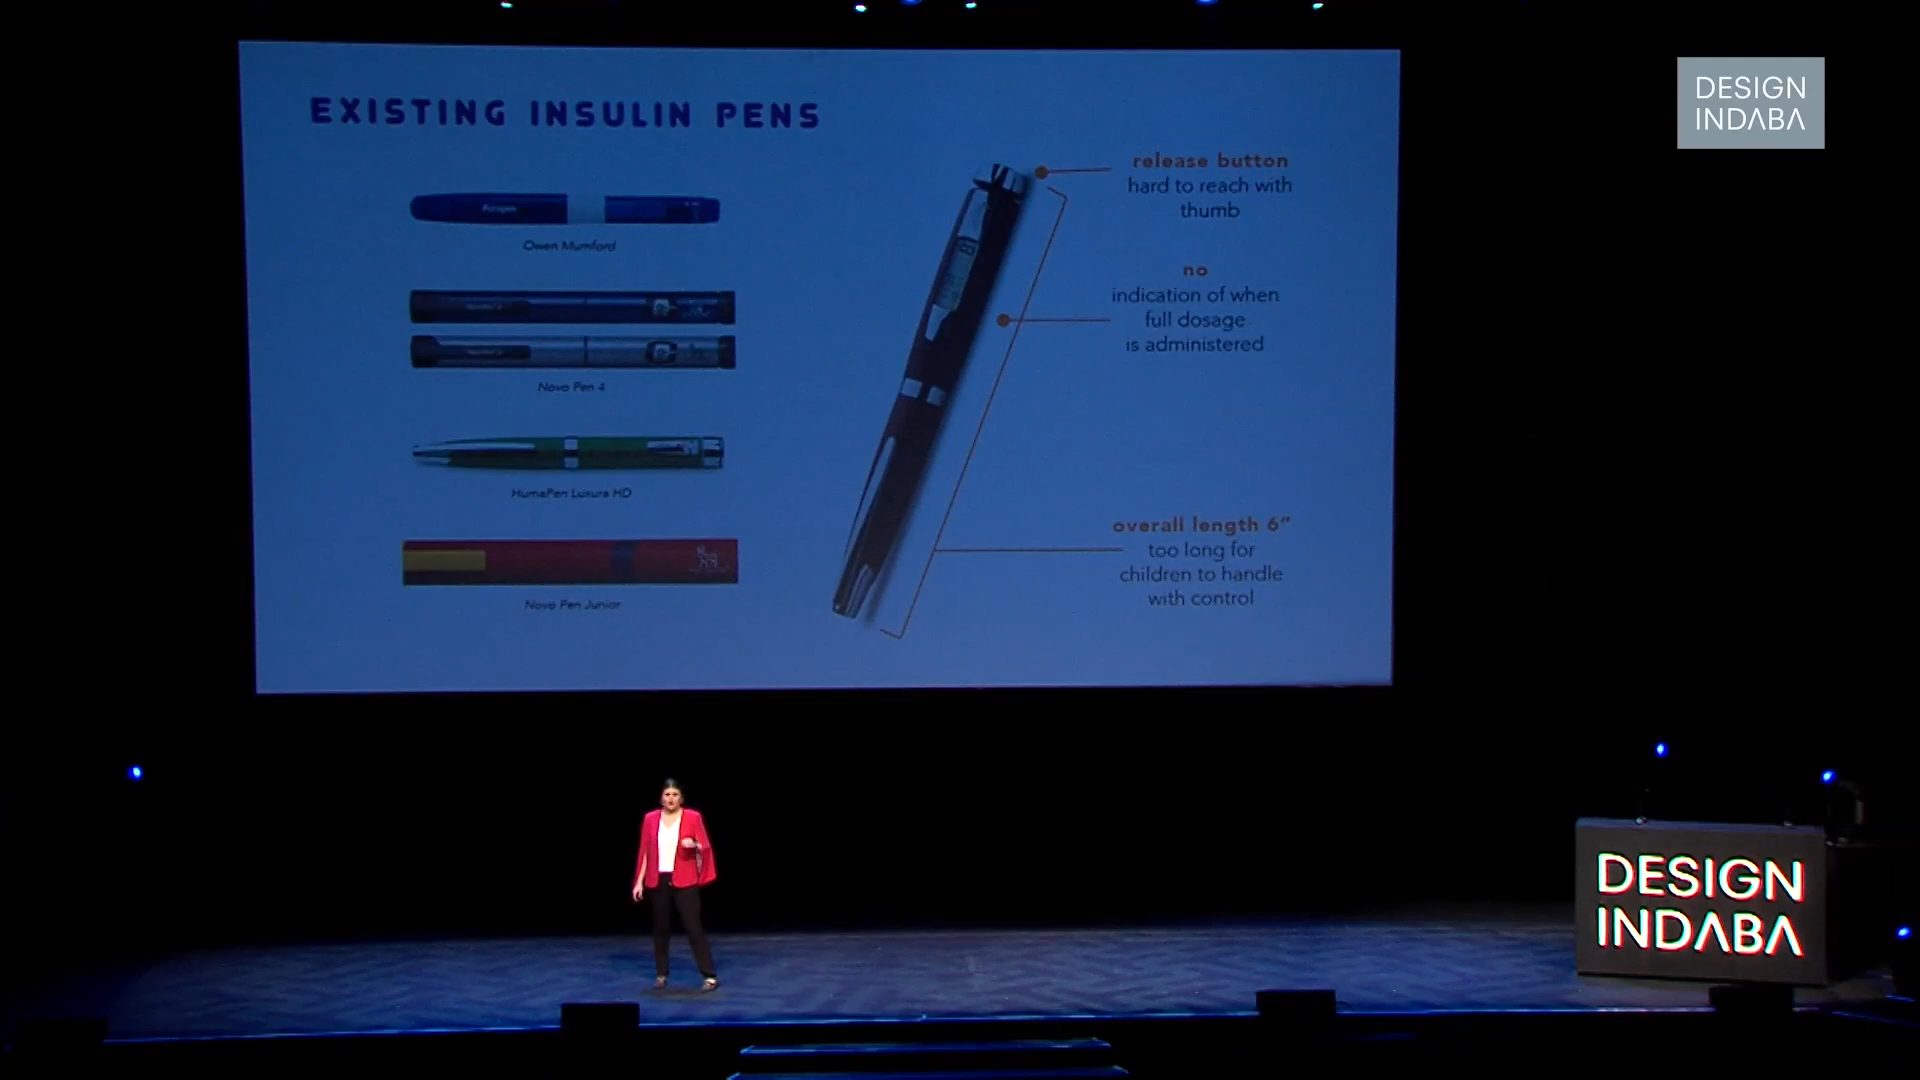 DESIGN
INDABA
EXISTING INSULIN PENS
Owen Mumford
Novo Pen 4
HumaPen Luxura HD
Novo Pen Junior
release button
hard to reach with
thumb
no
indication of when
full dosage
is administered
overall length 6"
too long for
children to handle
with control
DESIGN
INDABA